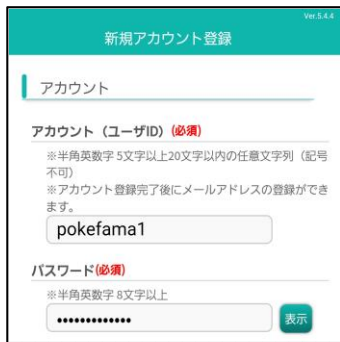 Ver.5.4.4
新規アカウント登録
アカウント
アカウント（ユーザID）(必須)
※半角英数字 5文字以上20文字以内の任意文字列（記号
不可）
※アカウント登録完了後にメールアドレスの登録ができ
ます。
pokefama1
パスワード(必須)
※半角英数字 8文字以上
•••••••••••••
表示